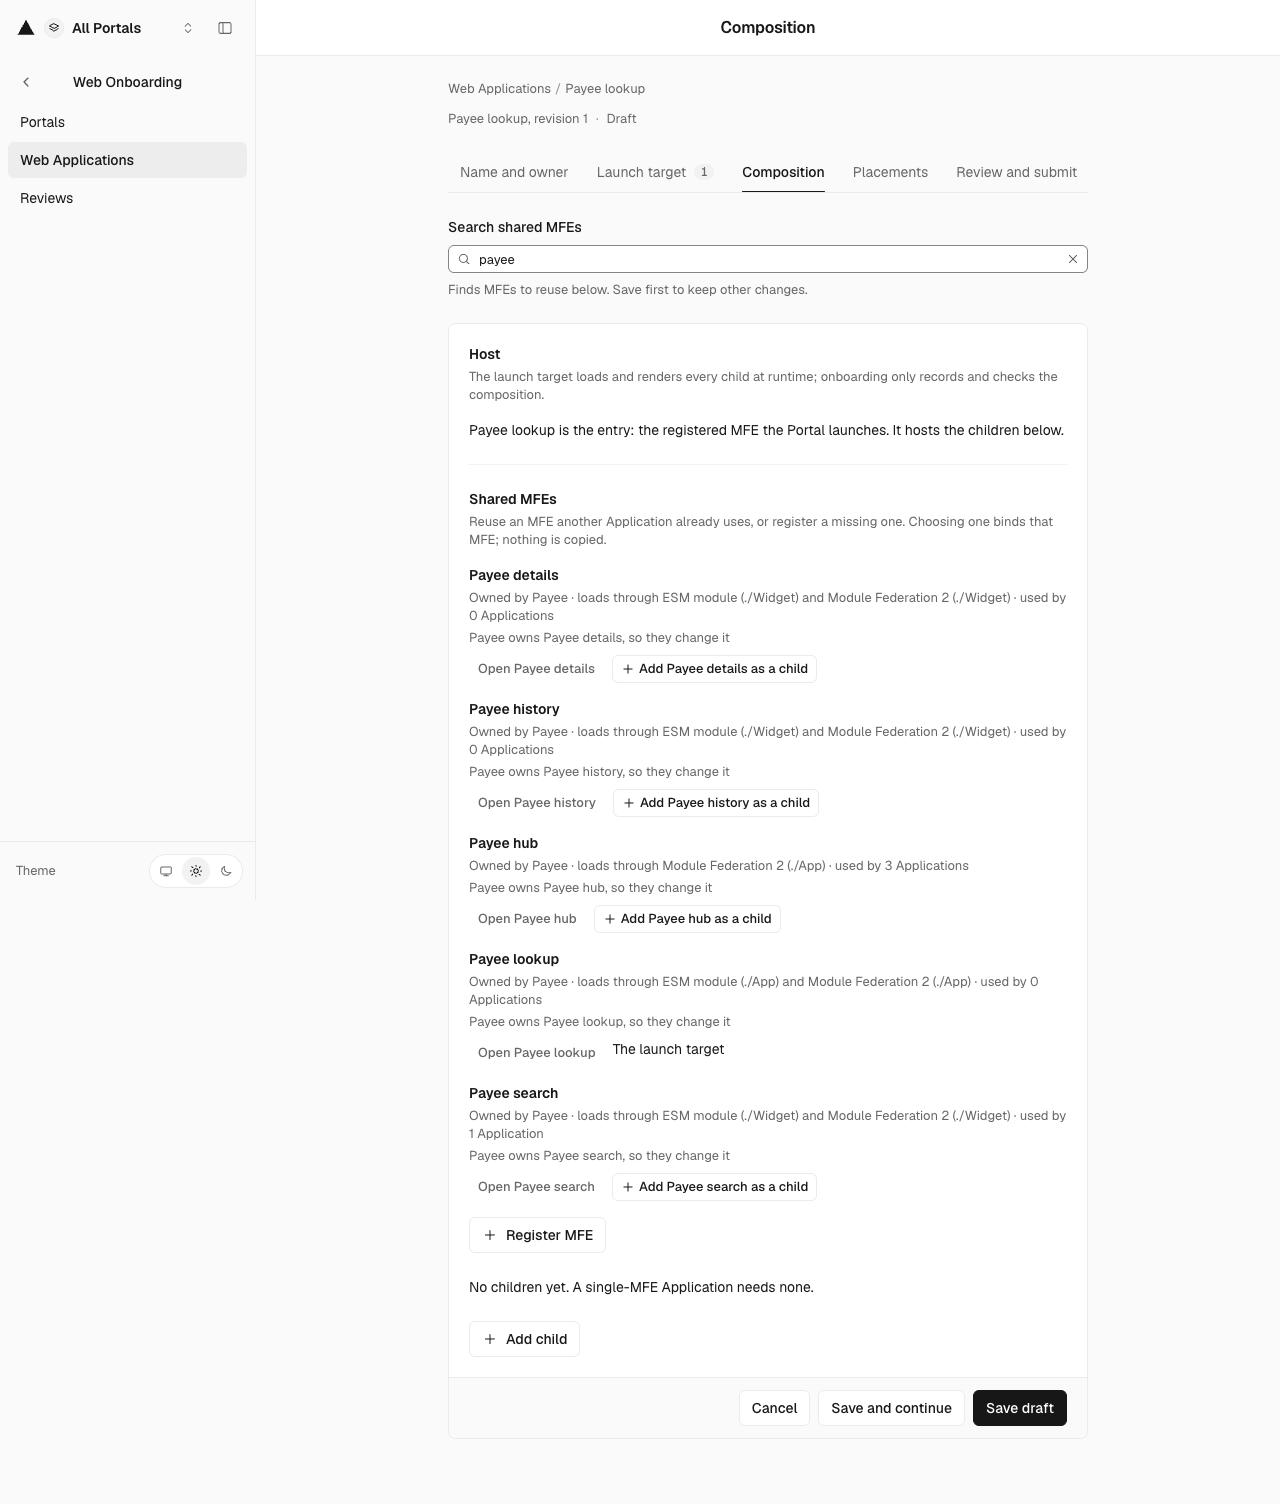 All Portals
Web Onboarding
Portals
Web Applications
Reviews
Theme
Composition
Web Applications / Payee lookup
Payee lookup, revision 1 · Draft
Name and owner
Launch target 1
Composition
Placements
Review and submit
Search shared MFEs
payee
Finds MFEs to reuse below. Save first to keep other changes.
Host
The launch target loads and renders every child at runtime; onboarding only records and checks the
composition.
Payee lookup is the entry: the registered MFE the Portal launches. It hosts the children below.
Shared MFEs
Reuse an MFE another Application already uses, or register a missing one. Choosing one binds that
MFE; nothing is copied.
Payee details
Owned by Payee · loads through ESM module (./Widget) and Module Federation 2 (./Widget) · used by
0 Applications
Payee owns Payee details, so they change it
Open Payee details
Add Payee details as a child
Payee history
Owned by Payee · loads through ESM module (./Widget) and Module Federation 2 (./Widget) · used by
0 Applications
Payee owns Payee history, so they change it
Open Payee history
Add Payee history as a child
Payee hub
Owned by Payee · loads through Module Federation 2 (./App) · used by 3 Applications
Payee owns Payee hub, so they change it
Open Payee hub
Add Payee hub as a child
Payee lookup
Owned by Payee · loads through ESM module (./App) and Module Federation 2 (./App) · used by 0
Applications
Payee owns Payee lookup, so they change it
Open Payee lookup
The launch target
Payee search
Owned by Payee · loads through ESM module (./Widget) and Module Federation 2 (./Widget) · used by
1 Application
Payee owns Payee search, so they change it
Open Payee search
Add Payee search as a child
Register MFE
No children yet. A single-MFE Application needs none.
Add child
Cancel
Save and continue
Save draft